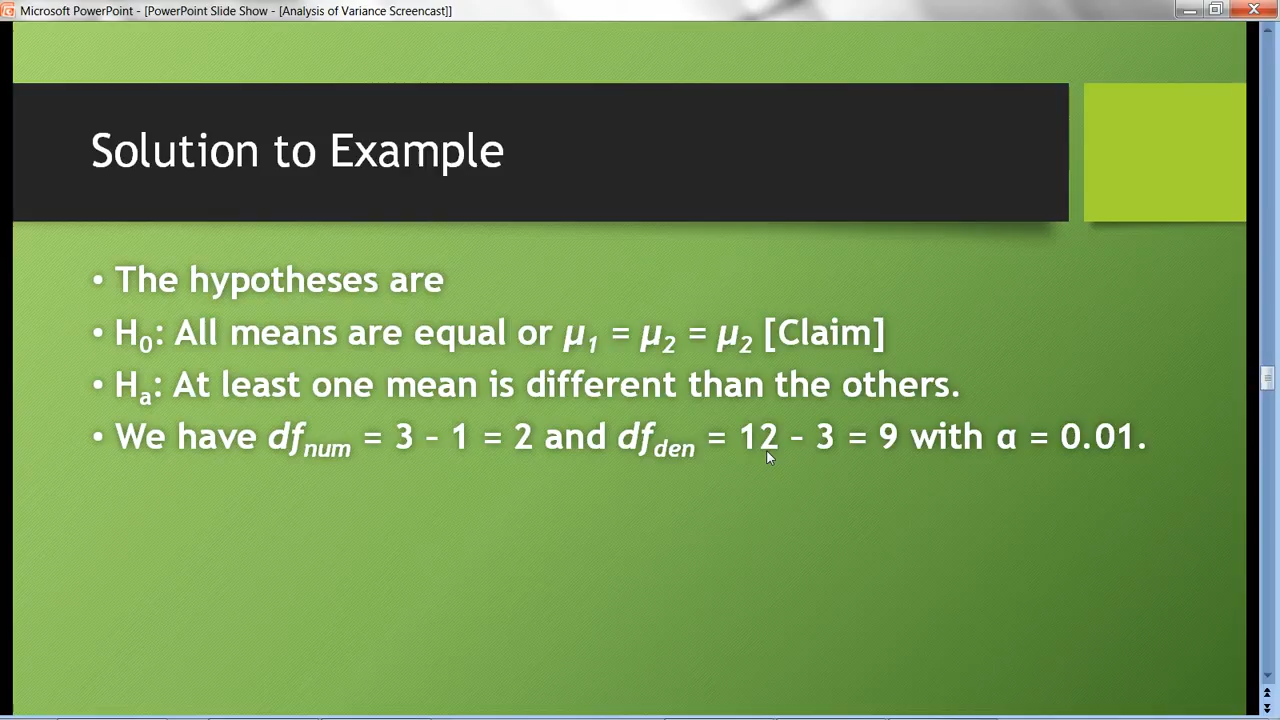 Microsoft PowerPoint - [PowerPoint Slide Show - [Analysis of Variance Screencast]]
Solution to Example
• The hypotheses are
• H₀: All means are equal or μ₁ = μ₂ = μ₂ [Claim]
• Hₐ: At least one mean is different than the others.
• We have df_num = 3 – 1 = 2 and df_den = 12 – 3 = 9 with α = 0.01.